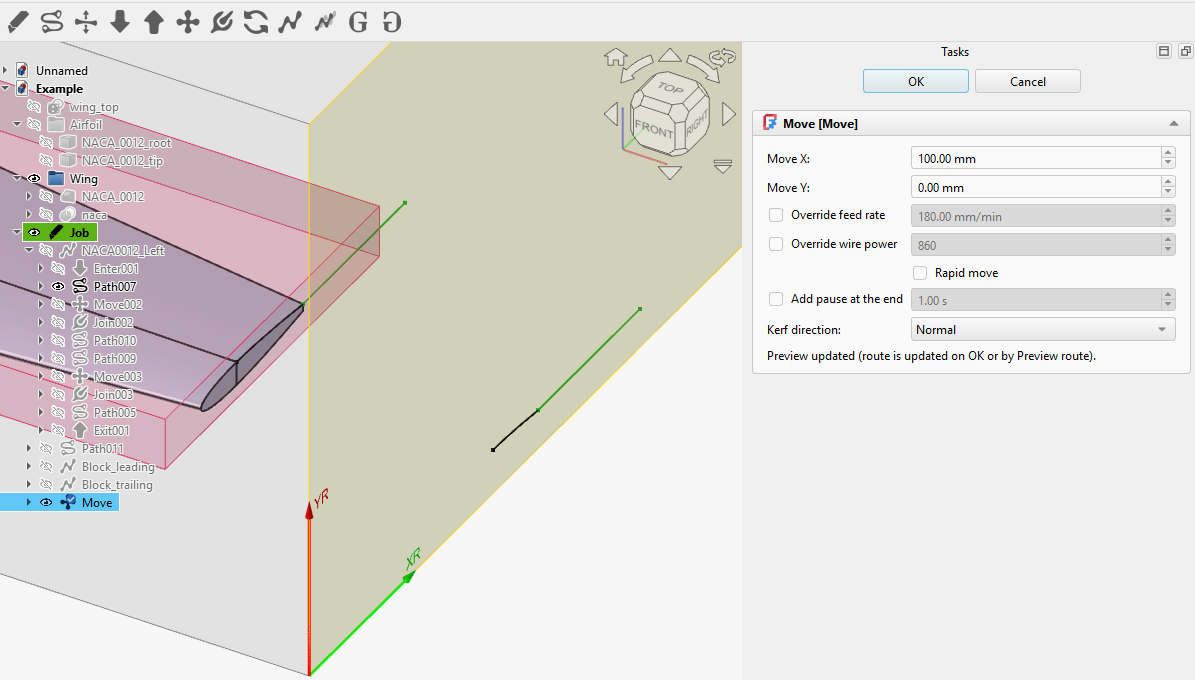 G G
Tasks
Unnamed
Example
OK
Cancel
wing_top
Airfoil
TOP
FRONT
RIGHT
Move [Move]
NACA_0012_root
NACA_0012_tip
Move X:
100.00 mm
Wing
Move Y:
0.00 mm
NACA_0012
naca
Override feed rate
180.00 mm/min
Job
Override wire power
860
NACA0012_Left
Enter001
Rapid move
Path007
Move002
Add pause at the end
1.00 s
Join002
Kerf direction:
Normal
Path010
Path009
Preview updated (route is updated on OK or by Preview route).
Move003
Join003
Path005
Exit001
Path011
Block_leading
Block_trailing
Move
YR
XR